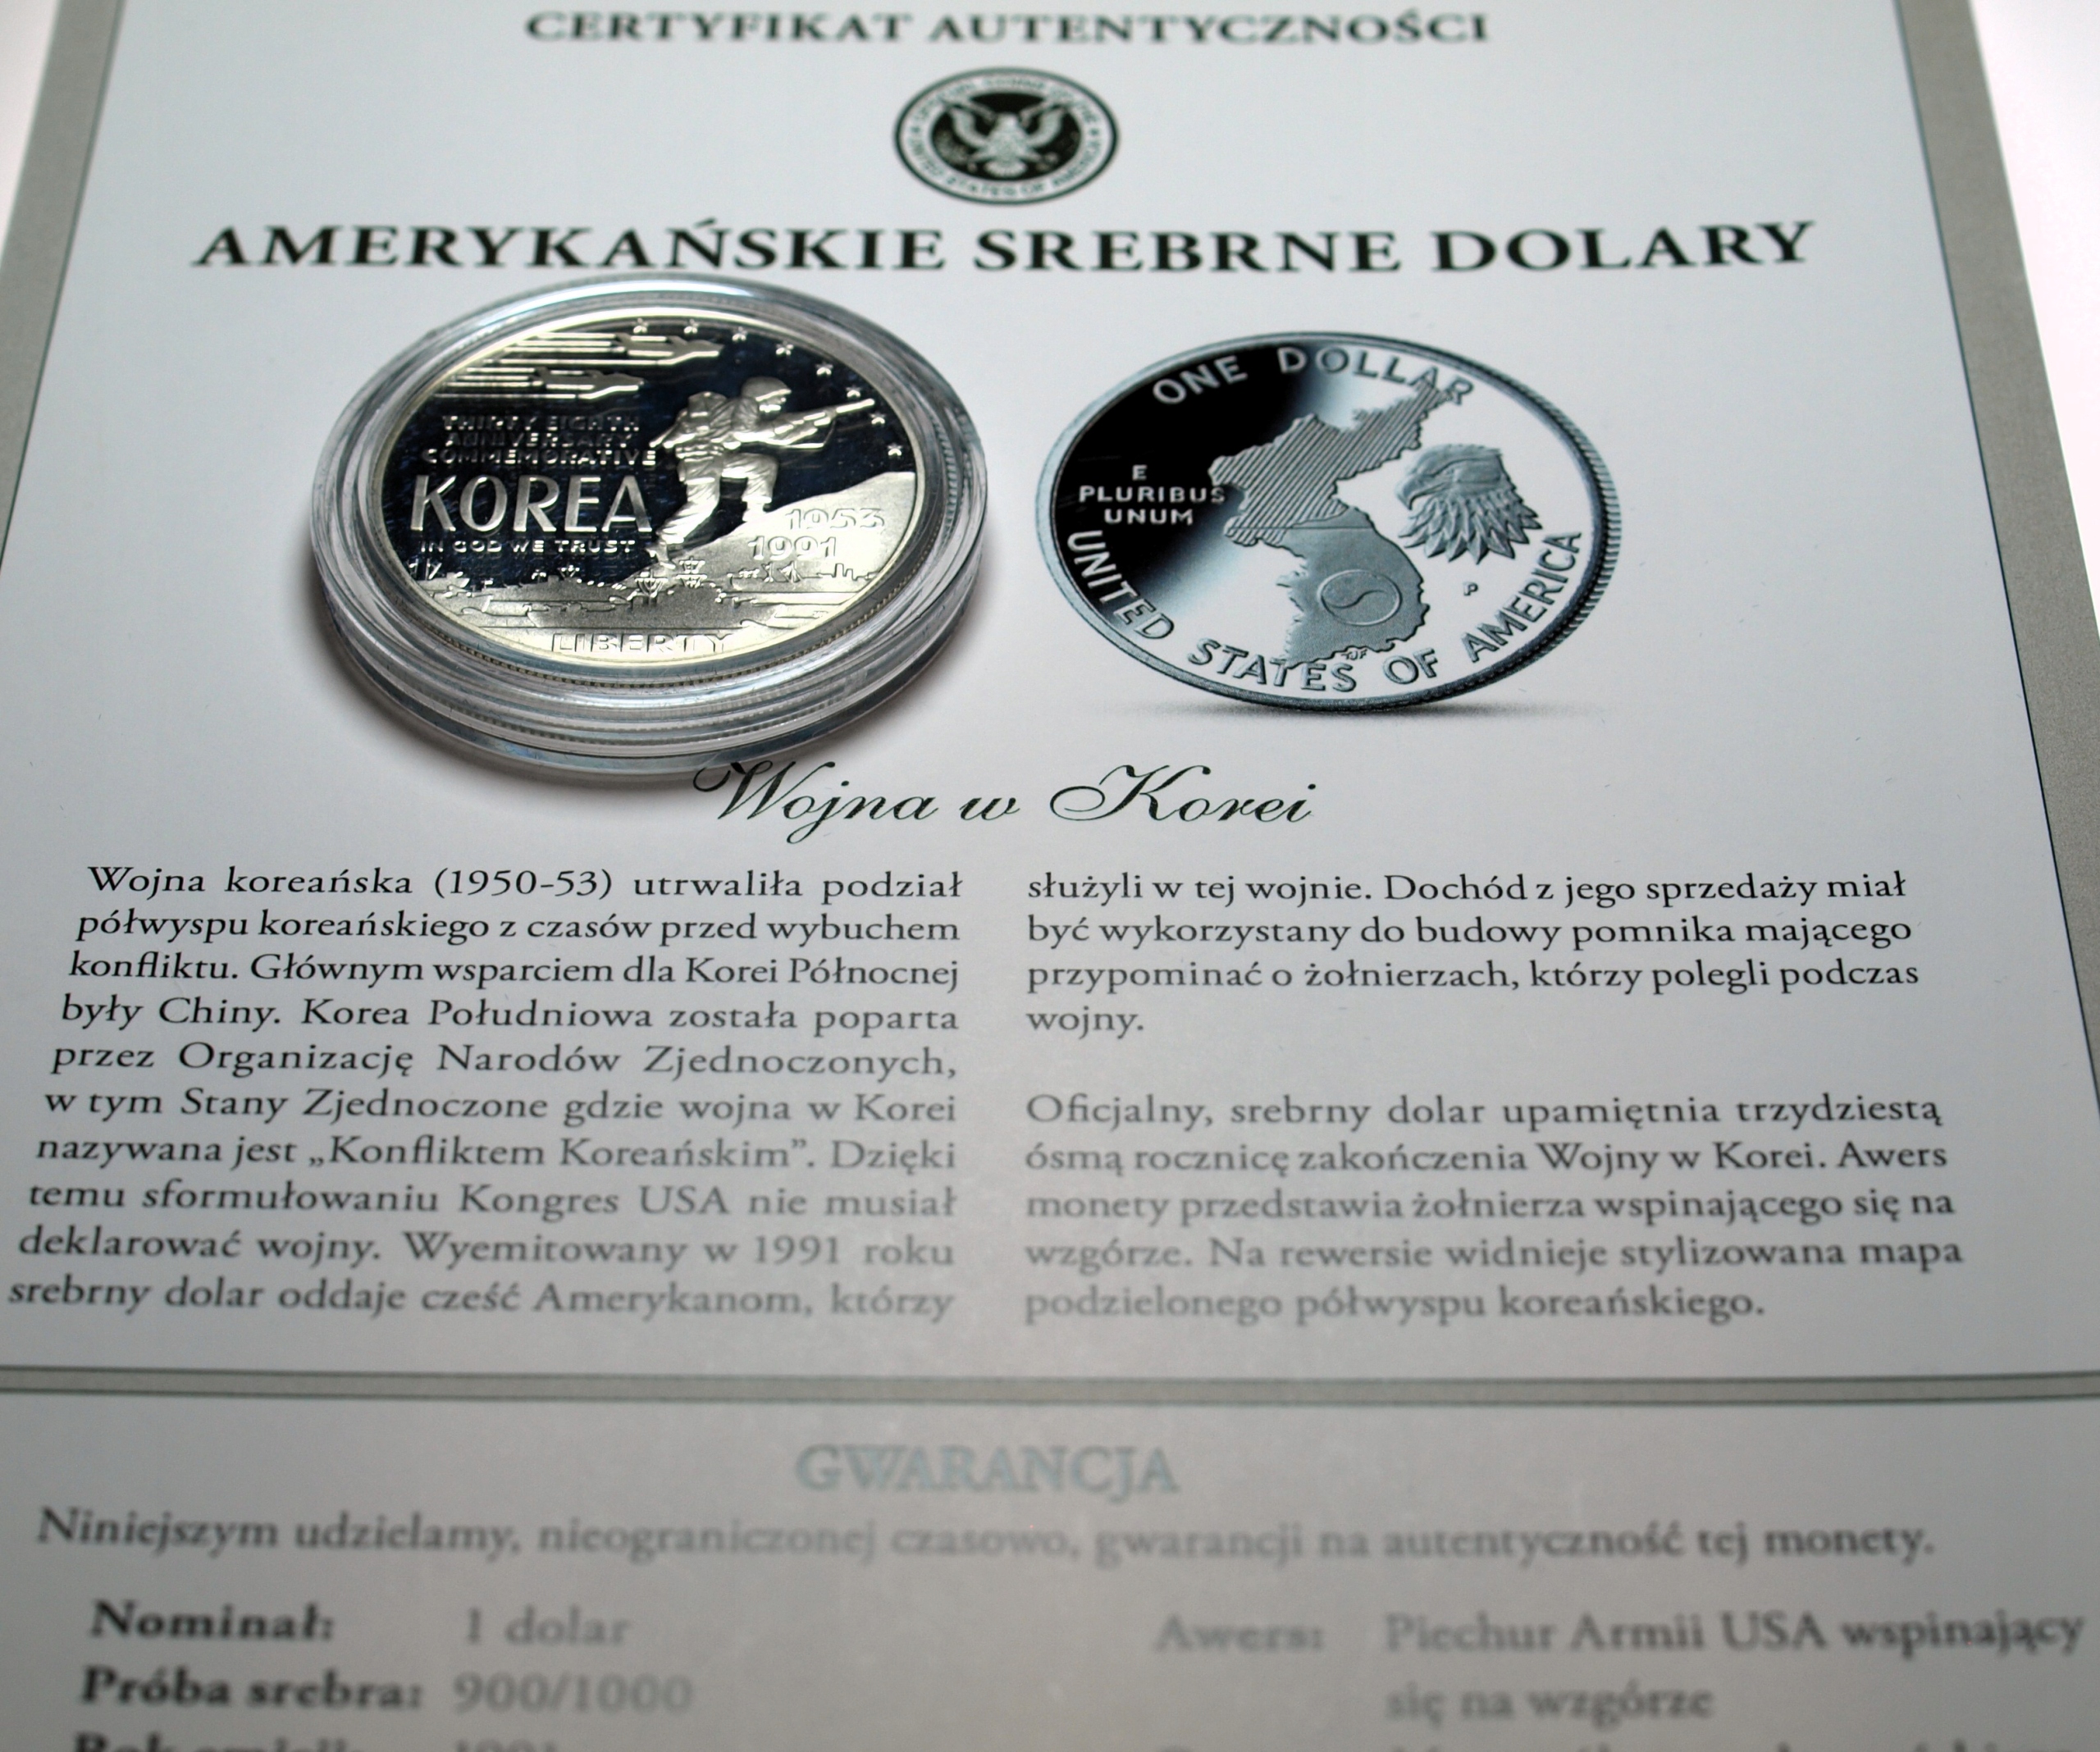 CERTYFIKAT AUTENTYCZNOŚCI
AMERYKAŃSKIE SREBRNE DOLARY
THIRTY EIGHTH
ANNIVERSARY
COMMEMORATIVE
KOREA
IN GOD WE TRUST
1953
1991
LIBERTY
ONE DOLLAR
E
PLURIBUS
UNUM
P
UNITED STATES OF AMERICA
Wojna w Korei
Wojna koreańska (1950-53) utrwaliła podział
półwyspu koreańskiego z czasów przed wybuchem
konfliktu. Głównym wsparciem dla Korei Północnej
były Chiny. Korea Południowa została poparta
przez Organizację Narodów Zjednoczonych,
w tym Stany Zjednoczone gdzie wojna w Korei
nazywana jest „Konfliktem Koreańskim”. Dzięki
temu sformułowaniu Kongres USA nie musiał
deklarować wojny. Wyemitowany w 1991 roku
srebrny dolar oddaje cześć Amerykanom, którzy
służyli w tej wojnie. Dochód z jego sprzedaży miał
być wykorzystany do budowy pomnika mającego
przypominać o żołnierzach, którzy polegli podczas
wojny.
Oficjalny, srebrny dolar upamiętnia trzydziestą
ósmą rocznicę zakończenia Wojny w Korei. Awers
monety przedstawia żołnierza wspinającego się na
wzgórze. Na rewersie widnieje stylizowana mapa
podzielonego półwyspu koreańskiego.
GWARANCJA
Niniejszym udzielamy, nieograniczonej czasowo, gwarancji na autentyczność tej monety.
Nominał: 1 dolar
Próba srebra: 900/1000
Awers: Piechur Armii USA wspinający
się na wzgórze